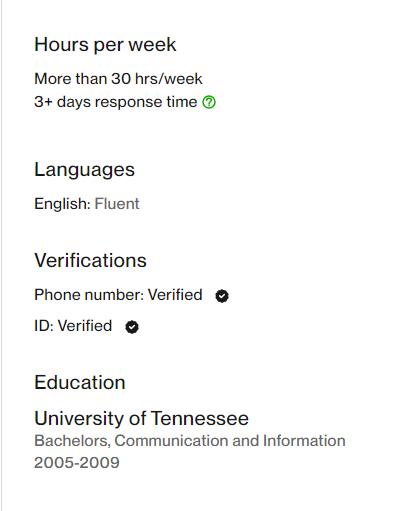 Hours per week
More than 30 hrs/week
3+ days response time
Languages
English: Fluent
Verifications
Phone number: Verified
ID: Verified
Education
University of Tennessee
Bachelors, Communication and Information
2005-2009